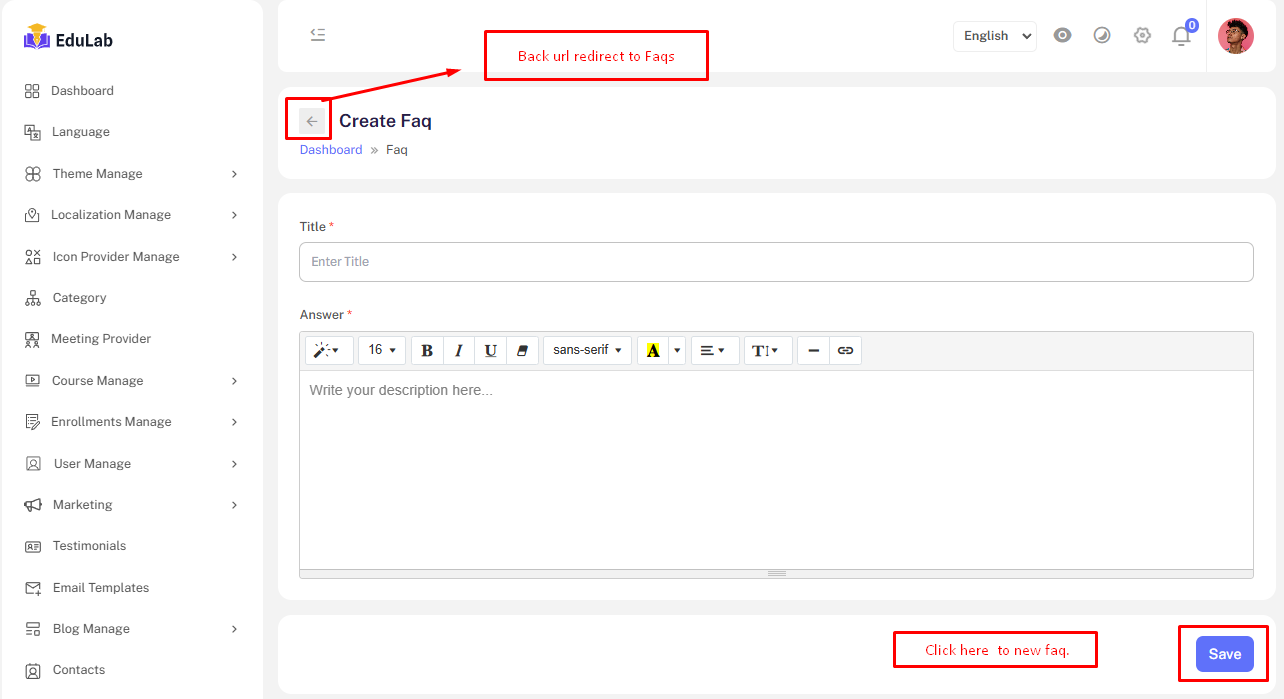 EduLab
Dashboard
Language
Theme Manage
Localization Manage
Icon Provider Manage
Category
Meeting Provider
Course Manage
Enrollments Manage
User Manage
Marketing
Testimonials
Email Templates
Blog Manage
Contacts
English
0
Back url redirect to Faqs
Create Faq
Dashboard » Faq
Title *
Enter Title
Answer *
16 B I U sans-serif A T
Write your description here...
Click here to new faq.
Save